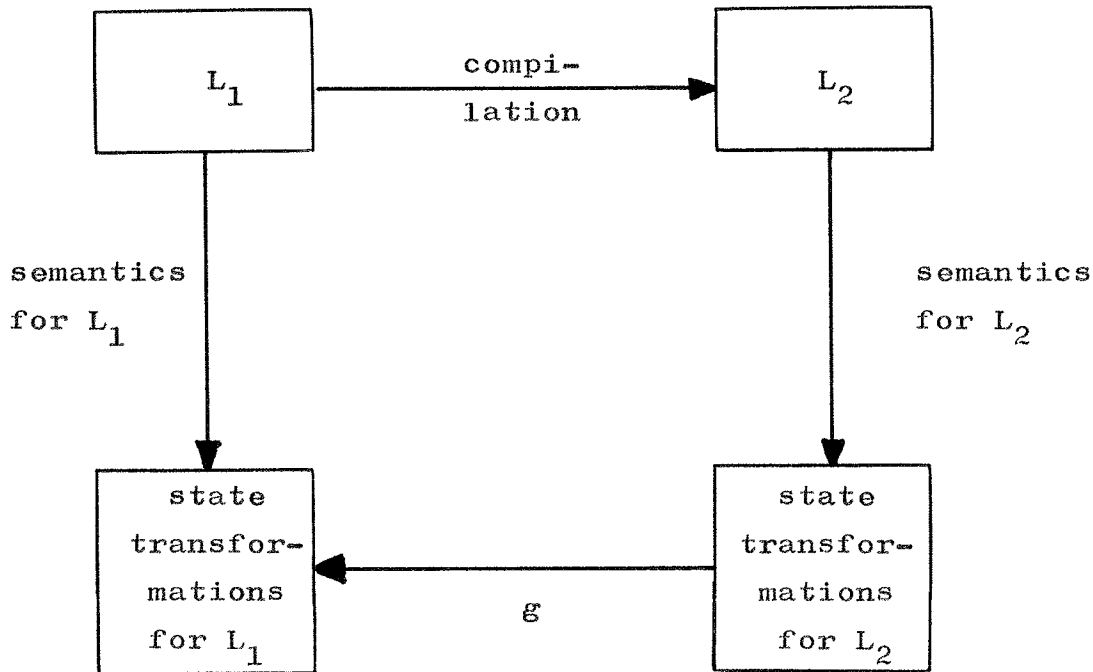 L₁
compi-
lation
L₂
semantics
for L₁
semantics
for L₂
state
transfor-
mations
for L₁
g
state
transfor-
mations
for L₂